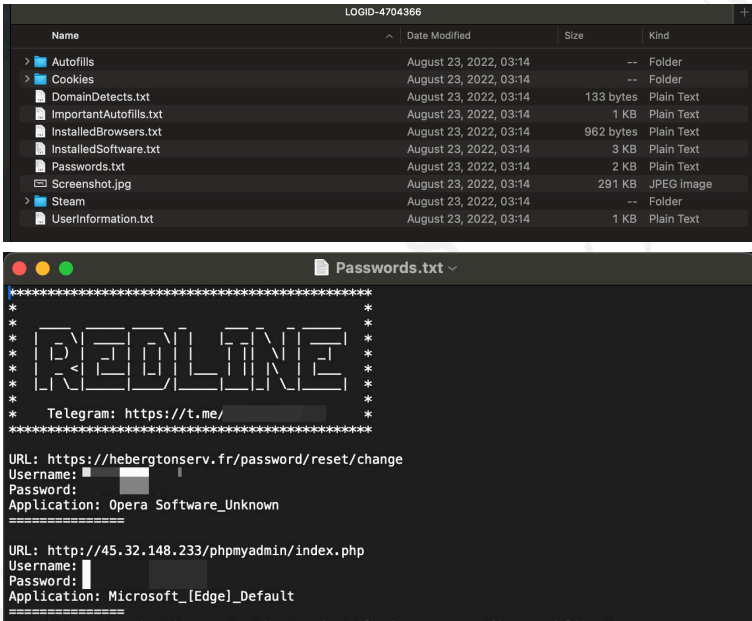 LOGID-4704366
Name Date Modified Size Kind
Autofills August 23, 2022, 03:14 -- Folder
Cookies August 23, 2022, 03:14 -- Folder
DomainDetects.txt August 23, 2022, 03:14 133 bytes Plain Text
ImportantAutofills.txt August 23, 2022, 03:14 1 KB Plain Text
InstalledBrowsers.txt August 23, 2022, 03:14 962 bytes Plain Text
InstalledSoftware.txt August 23, 2022, 03:14 3 KB Plain Text
Passwords.txt August 23, 2022, 03:14 2 KB Plain Text
Screenshot.jpg August 23, 2022, 03:14 291 KB JPEG image
Steam August 23, 2022, 03:14 -- Folder
UserInformation.txt August 23, 2022, 03:14 1 KB Plain Text
Passwords.txt
REDLINE
Telegram: https://t.me/
URL: https://hebergtonserv.fr/password/reset/change
Username:
Password:
Application: Opera Software_Unknown
===============
URL: http://45.32.148.233/phpmyadmin/index.php
Username:
Password:
Application: Microsoft_[Edge]_Default
===============